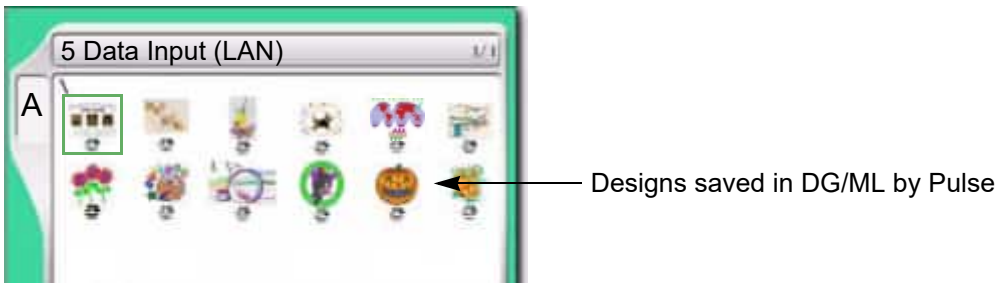 5 Data Input (LAN)
1/1
A
Designs saved in DG/ML by Pulse